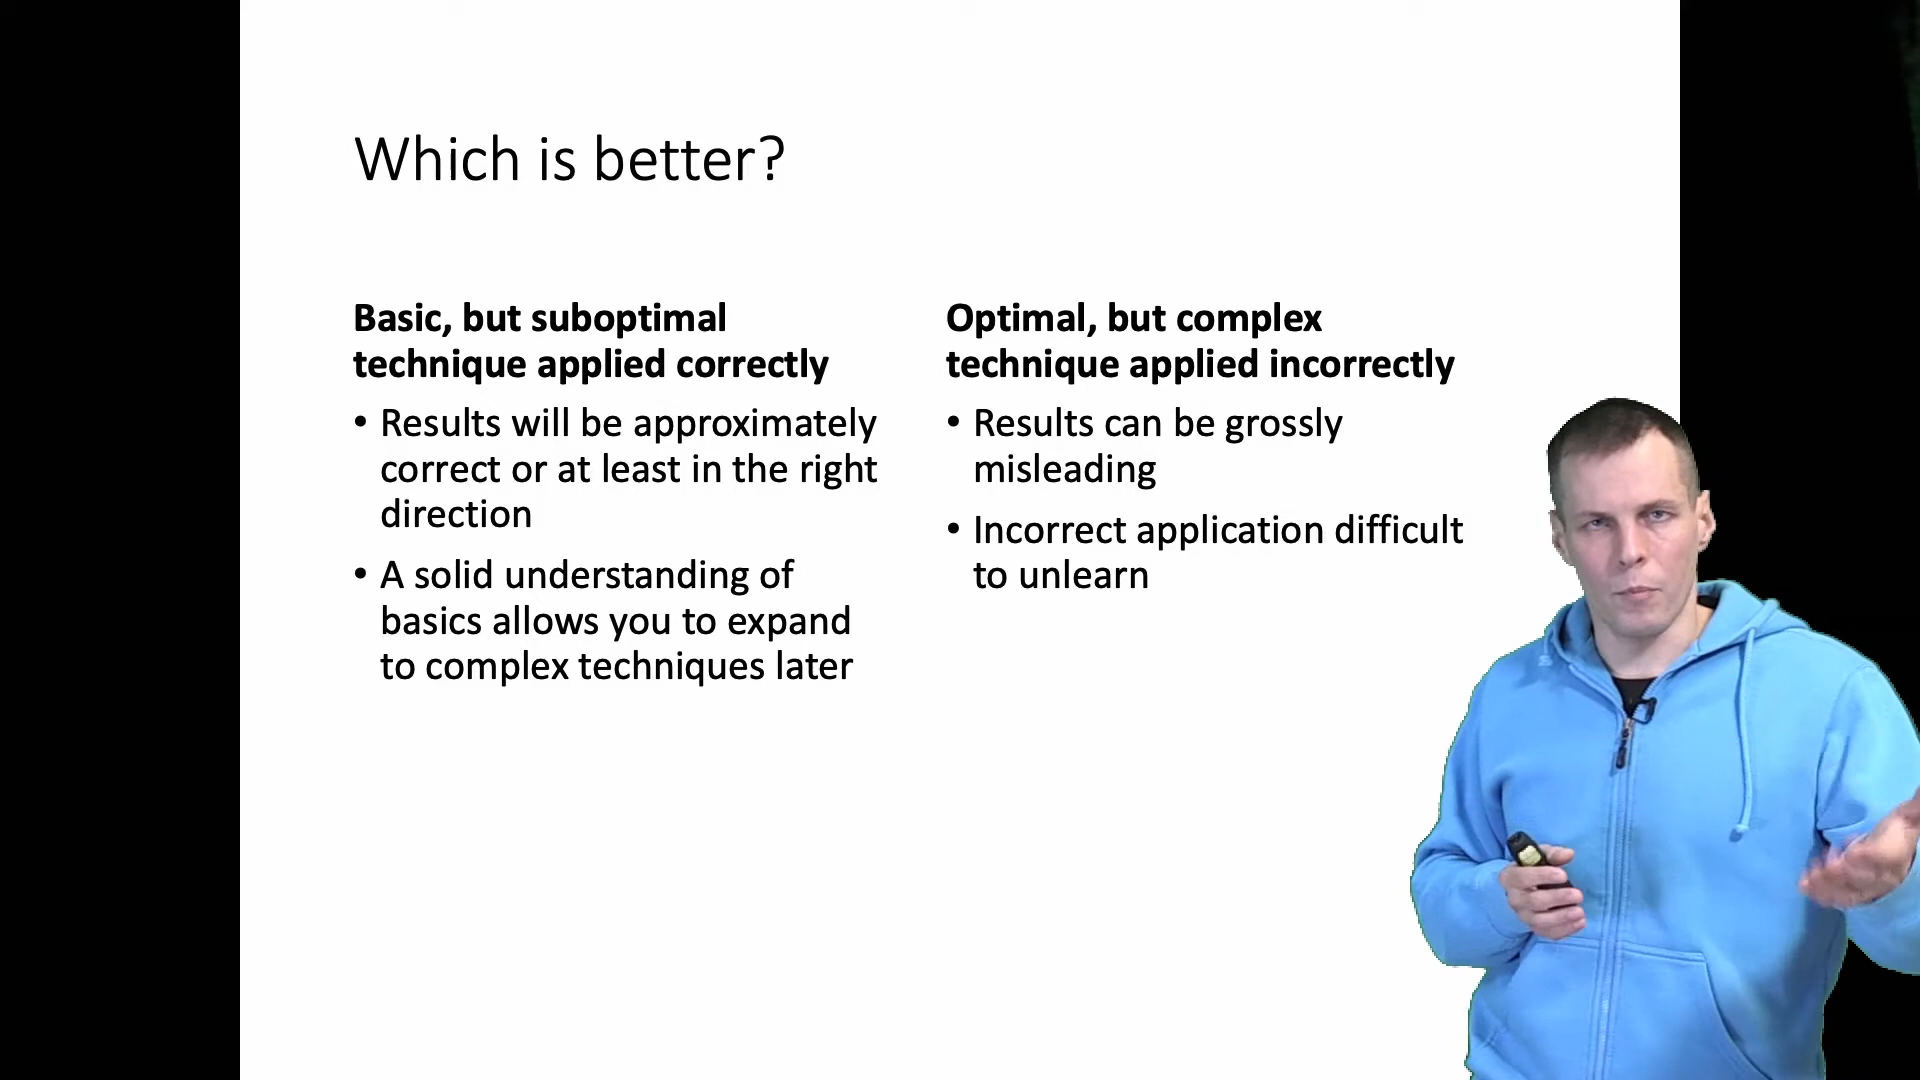 Which is better?
Basic, but suboptimal
technique applied correctly
• Results will be approximately
correct or at least in the right
direction
• A solid understanding of
basics allows you to expand
to complex techniques later
Optimal, but complex
technique applied incorrectly
• Results can be grossly
misleading
• Incorrect application difficult
to unlearn